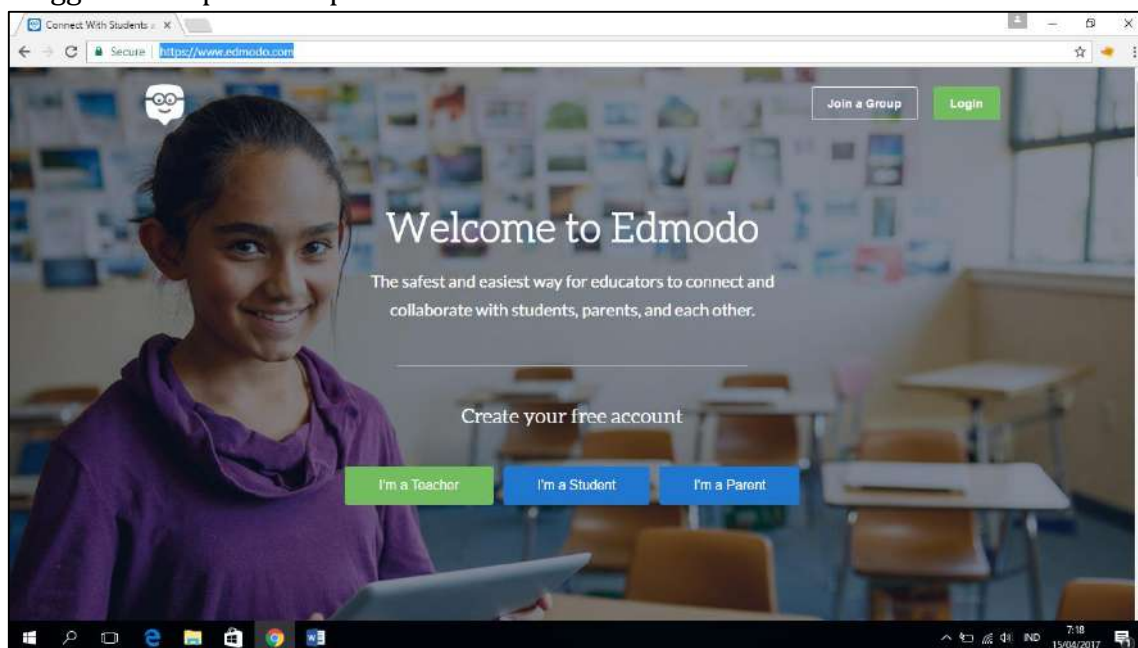 Connect With Students
Secure
https://www.edmodo.com
Join a Group
Login
Welcome to Edmodo
The safest and easiest way for educators to connect and
collaborate with students, parents, and each other.
Create your free account
I'm a Teacher
I'm a Student
I'm a Parent
IND
7:18
15/04/2017